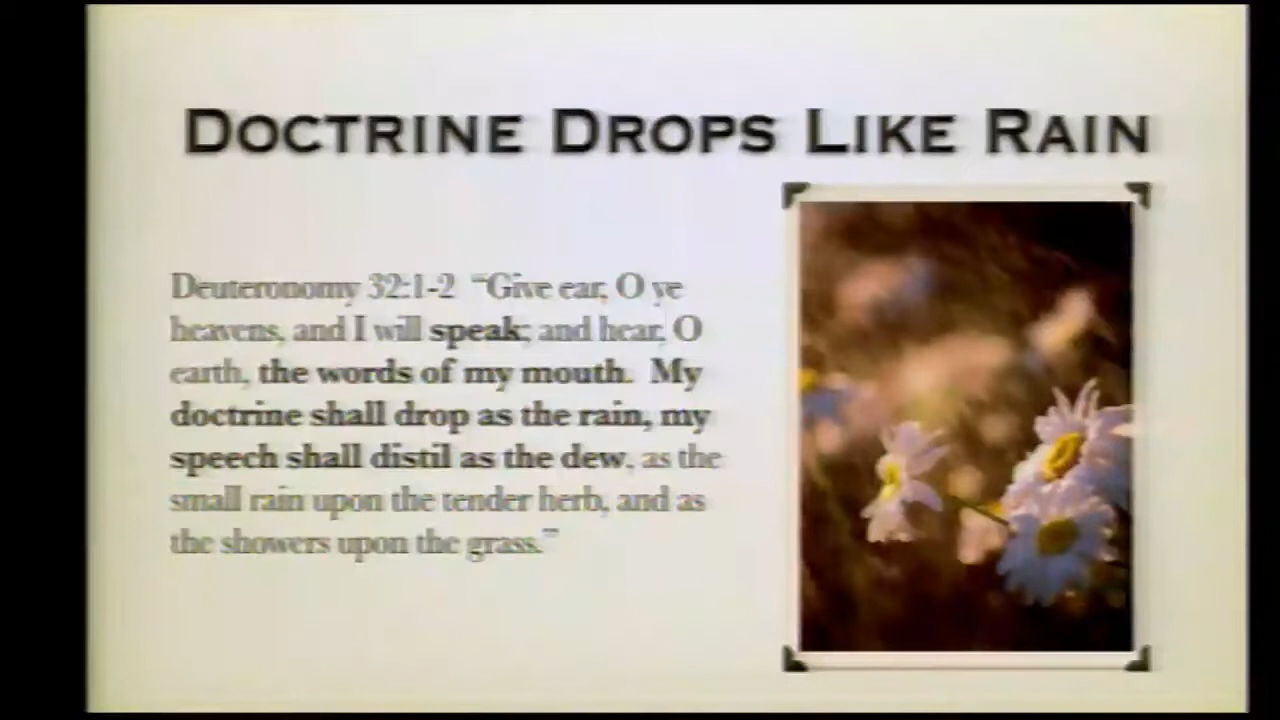 DOCTRINE DROPS LIKE RAIN
Deuteronomy 32:1-2 “Give ear, O ye
heavens, and I will speak; and hear, O
earth, the words of my mouth. My
doctrine shall drop as the rain, my
speech shall distil as the dew, as the
small rain upon the tender herb, and as
the showers upon the grass.”